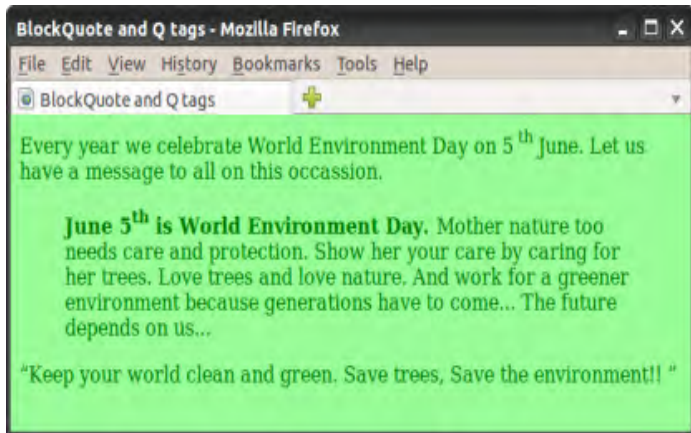 BlockQuote and Q tags - Mozilla Firefox
File Edit View History Bookmarks Tools Help
BlockQuote and Q tags
Every year we celebrate World Environment Day on 5 th June. Let us
have a message to all on this occassion.
June 5th is World Environment Day. Mother nature too
needs care and protection. Show her your care by caring for
her trees. Love trees and love nature. And work for a greener
environment because generations have to come... The future
depends on us...
“Keep your world clean and green. Save trees, Save the environment!! “